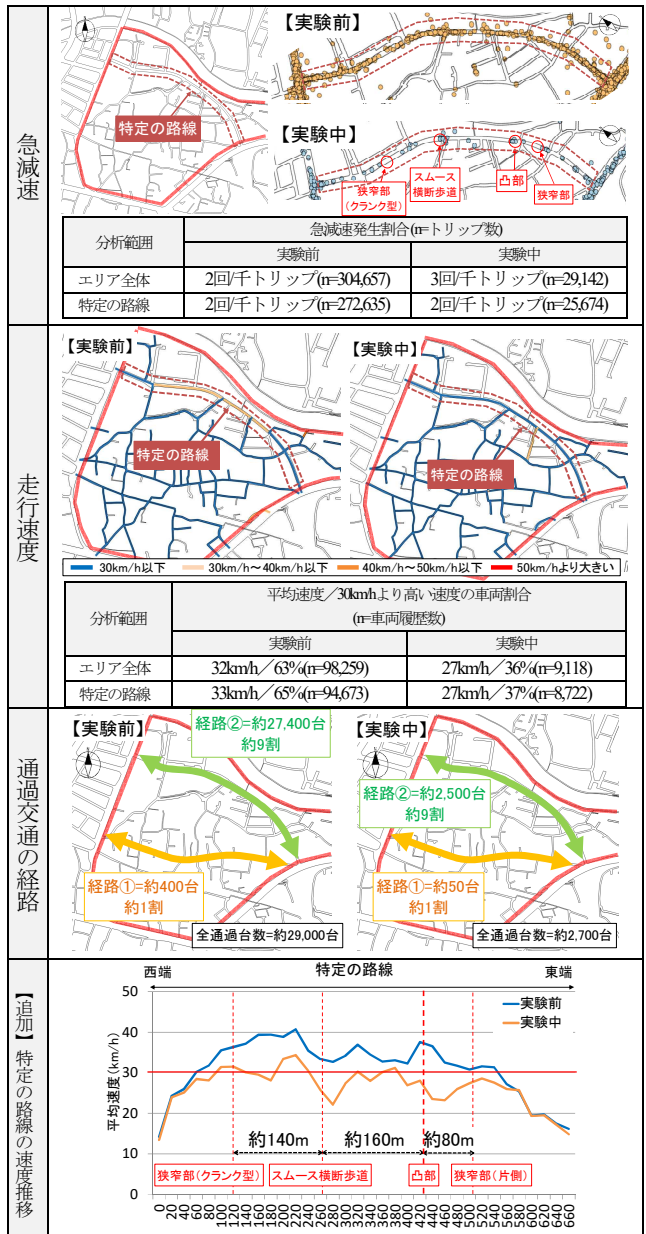 急減速
【実験前】
特定の路線
【実験中】
狭窄部
(クランク型)
スムース
横断歩道
凸部
狭窄部
分析範囲
急減速発生割合(n=トリップ数)
実験前
実験中
エリア全体
2回/千トリップ(n=304,657)
3回/千トリップ(n=29,142)
特定の路線
2回/千トリップ(n=272,635)
2回/千トリップ(n=25,674)
走行速度
【実験前】
特定の路線
【実験中】
特定の路線
30km/h以下
30km/h～40km/h以下
40km/h～50km/h以下
50km/hより大きい
分析範囲
平均速度／30km/hより高い速度の車両割合
(n=車両履歴数)
実験前
実験中
エリア全体
32km/h／63%(n=98,259)
27km/h／36%(n=9,118)
特定の路線
33km/h／65%(n=94,673)
27km/h／37%(n=8,722)
通過交通の経路
【実験前】
経路②=約27,400台
約9割
経路①=約400台
約1割
全通過台数=約29,000台
【実験中】
経路②=約2,500台
約9割
経路①=約50台
約1割
全通過台数=約2,700台
【追加】特定の路線の速度推移
西端
特定の路線
東端
平均速度(km/h)
50
40
30
20
10
0
実験前
実験中
約140m
約160m
約80m
狭窄部(クランク型)
スムース横断歩道
凸部
狭窄部(片側)
0 20 40 60 80 100 120 140 160 180 200 220 240 260 280 300 320 340 360 380 400 420 440 460 480 500 520 540 560 580 600 620 640 660